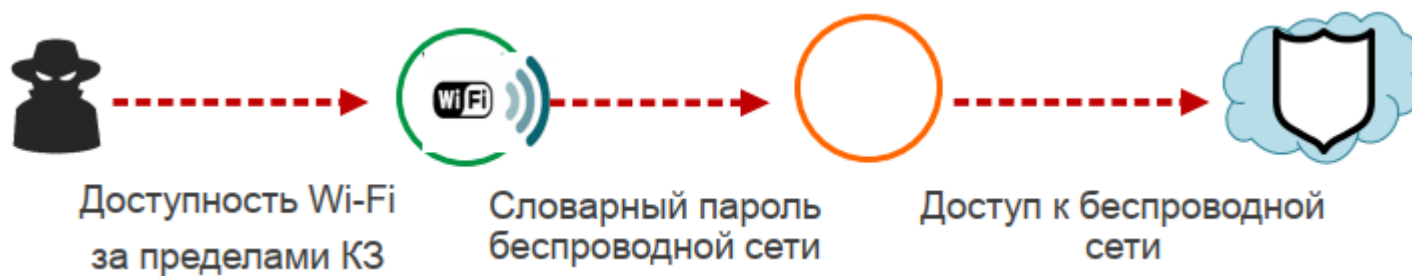 Wi Fi
Доступность Wi-Fi
за пределами КЗ
Словарный пароль
беспроводной сети
Доступ к беспроводной
сети